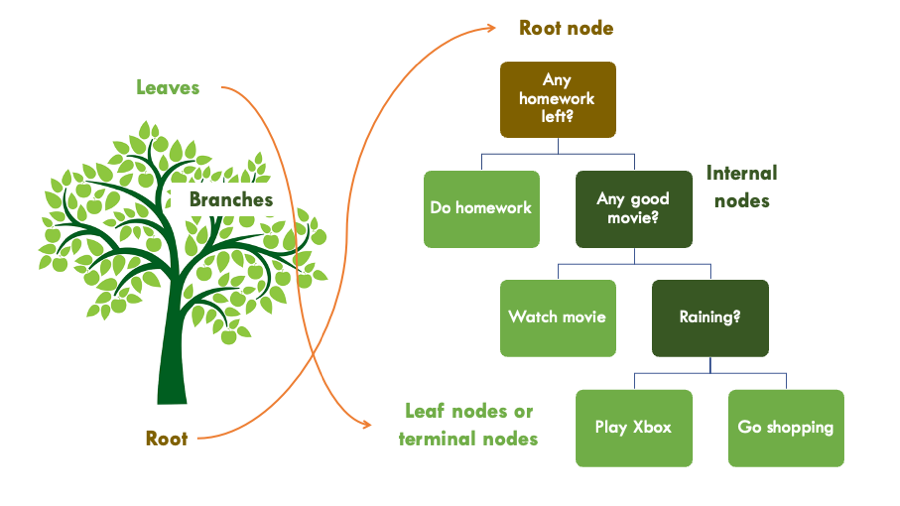 Root node
Leaves
Any
homework
left?
Branches
Internal
nodes
Do homework
Any good
movie?
Watch movie
Raining?
Leaf nodes or
terminal nodes
Root
Play Xbox
Go shopping